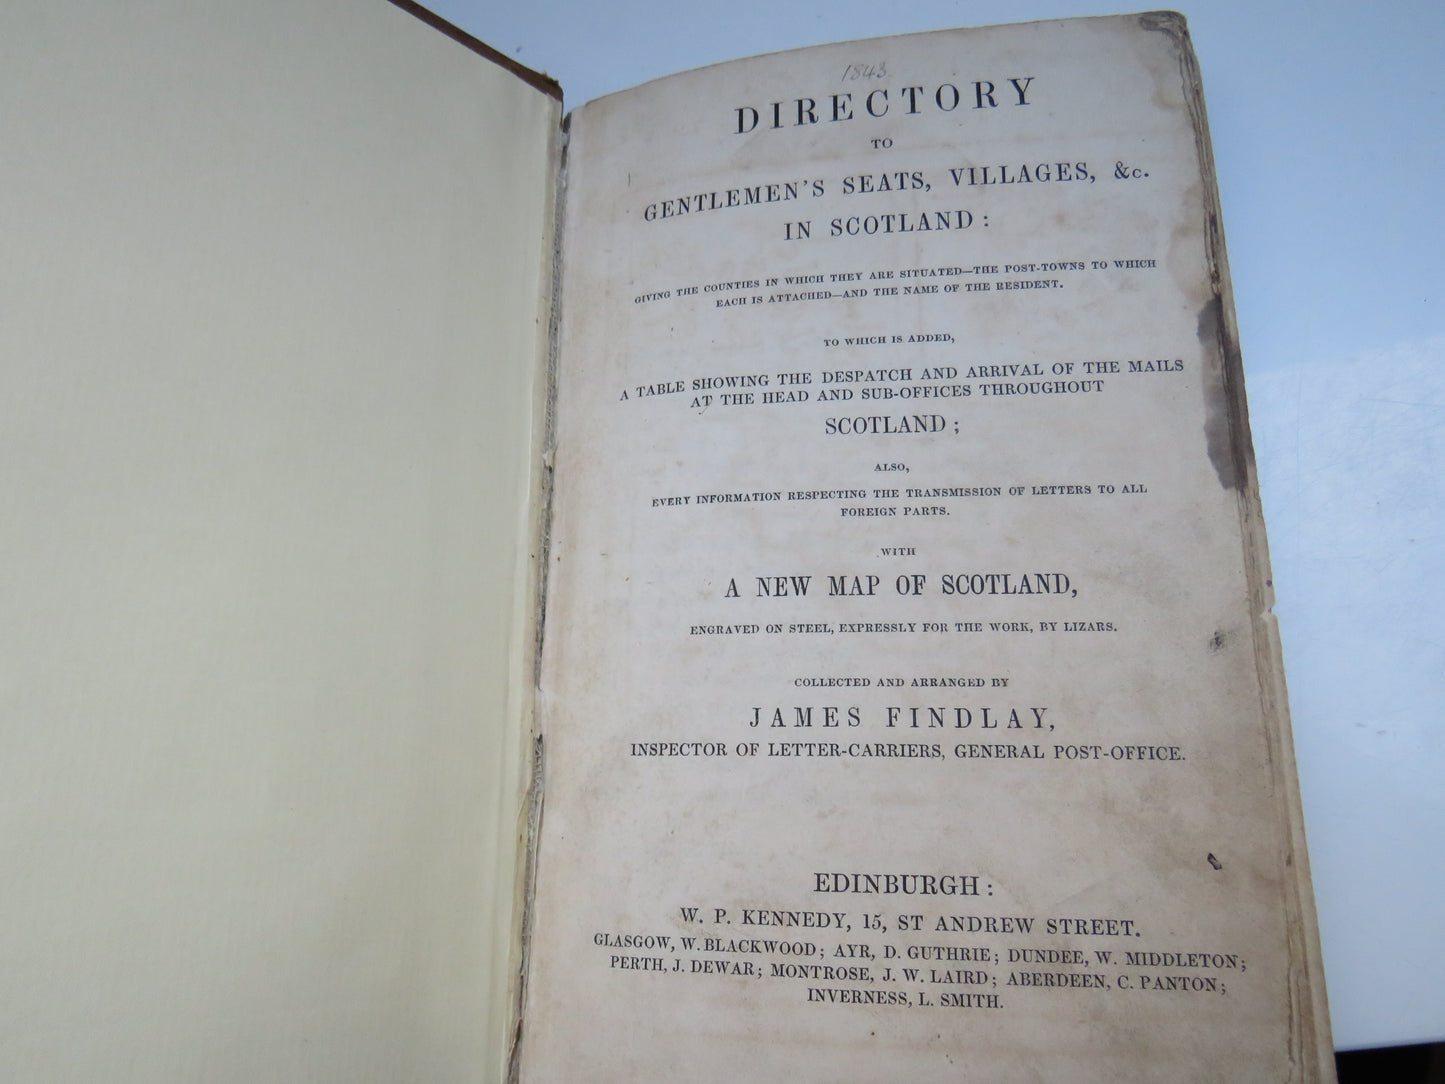 1843
DIRECTORY
TO
GENTLEMEN'S SEATS, VILLAGES, &c.
IN SCOTLAND:
GIVING THE COUNTIES IN WHICH THEY ARE SITUATED—THE POST-TOWNS TO WHICH
EACH IS ATTACHED—AND THE NAME OF THE RESIDENT.
TO WHICH IS ADDED,
A TABLE SHOWING THE DESPATCH AND ARRIVAL OF THE MAILS
AT THE HEAD AND SUB-OFFICES THROUGHOUT
SCOTLAND;
ALSO,
EVERY INFORMATION RESPECTING THE TRANSMISSION OF LETTERS TO ALL
FOREIGN PARTS.
WITH
A NEW MAP OF SCOTLAND,
ENGRAVED ON STEEL, EXPRESSLY FOR THE WORK, BY LIZARS.
COLLECTED AND ARRANGED BY
JAMES FINDLAY,
INSPECTOR OF LETTER-CARRIERS, GENERAL POST-OFFICE.
EDINBURGH:
W. P. KENNEDY, 15, ST ANDREW STREET.
GLASGOW, W. BLACKWOOD; AYR, D. GUTHRIE; DUNDEE, W. MIDDLETON;
PERTH, J. DEWAR; MONTROSE, J. W. LAIRD; ABERDEEN, C. PANTON;
INVERNESS, L. SMITH.